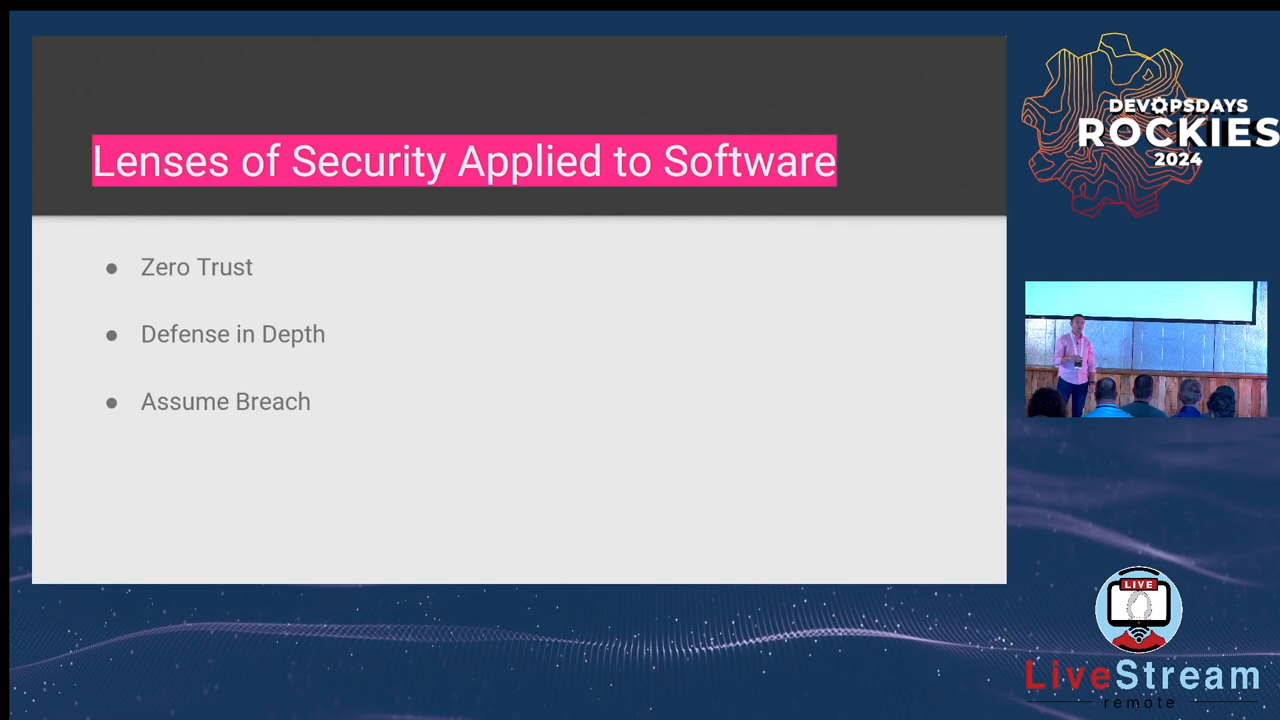 Lenses of Security Applied to Software
Zero Trust
Defense in Depth
Assume Breach
DEVOPSDAYS
ROCKIES
2024
LIVE
LiveStream
remote